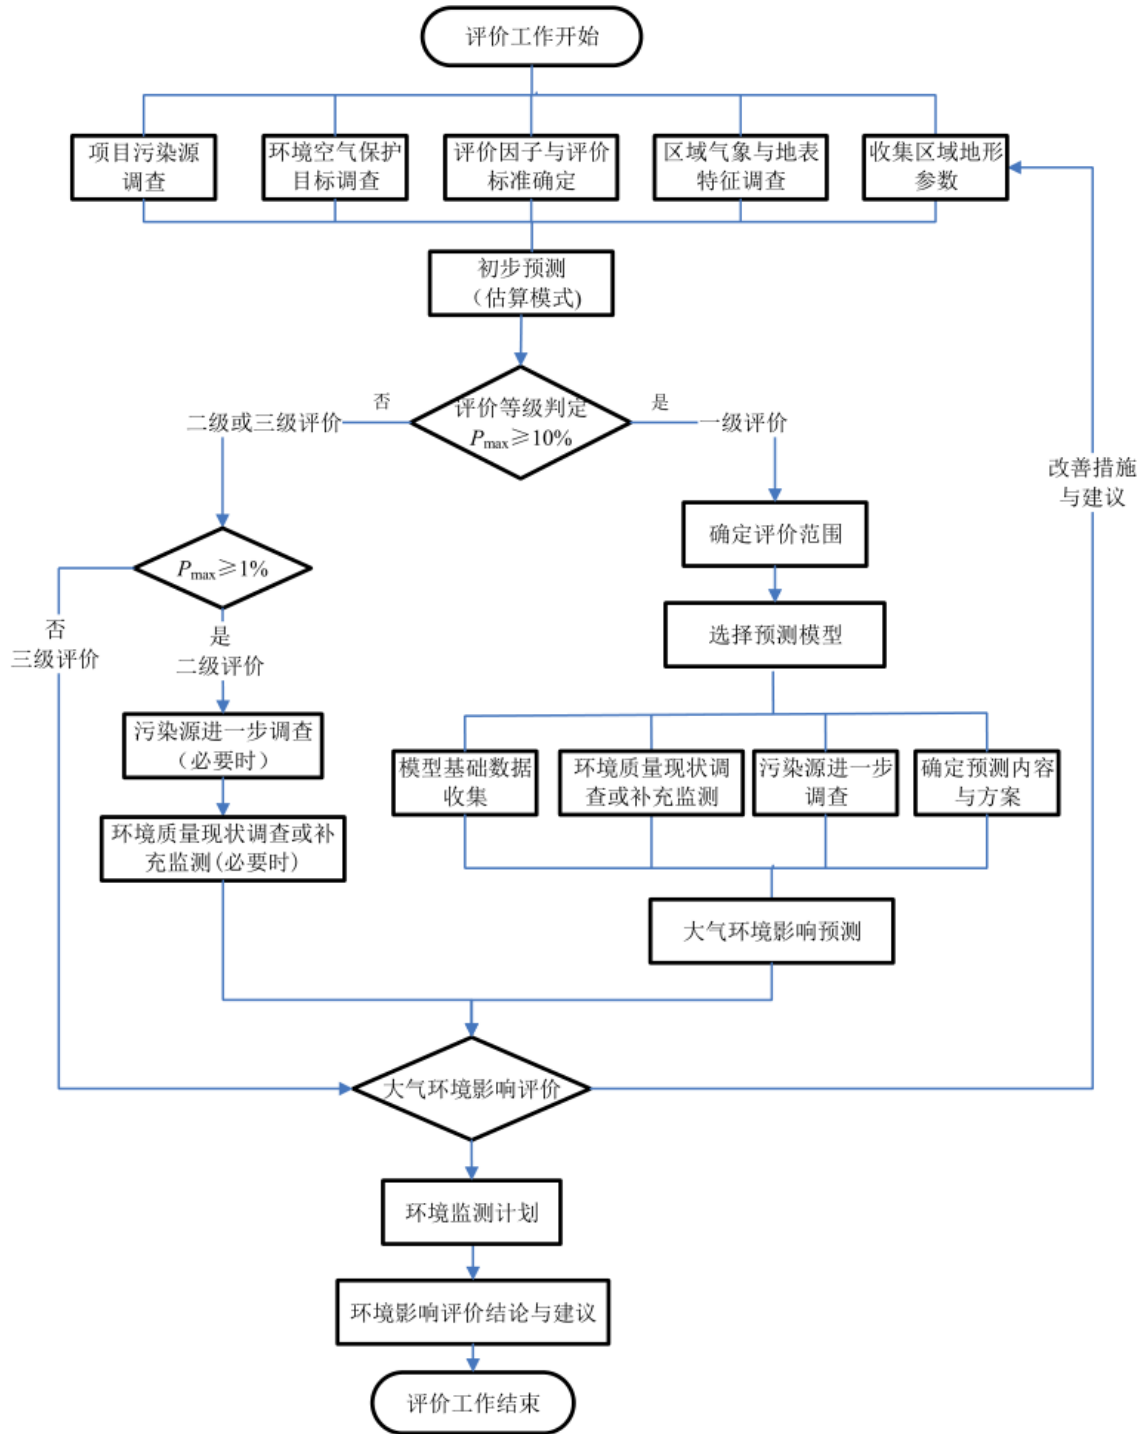 评价工作开始
项目污染源
调查
环境空气保护
目标调查
评价因子与评价
标准确定
区域气象与地表
特征调查
收集区域地形
参数
初步预测
（估算模式)
评价等级判定
Pmax≥10%
否
二级或三级评价
是
一级评价
改善措施
与建议
确定评价范围
Pmax≥1%
否
三级评价
是
二级评价
选择预测模型
污染源进一步调查
（必要时）
环境质量现状调查或补
充监测(必要时)
模型基础数据
收集
环境质量现状调
查或补充监测
污染源进一步
调查
确定预测内容
与方案
大气环境影响预测
大气环境影响评价
环境监测计划
环境影响评价结论与建议
评价工作结束